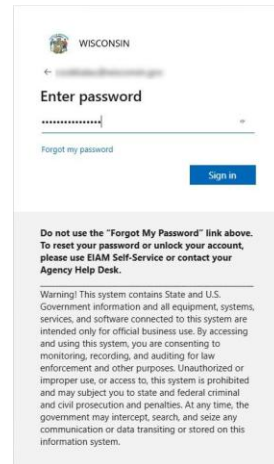 WISCONSIN
Enter password
Forgot my password
Sign in
Do not use the "Forgot My Password" link above.
To reset your password or unlock your account,
please use EIAM Self-Service or contact your
Agency Help Desk.
Warning! This system contains State and U.S.
Government information and all equipment, systems,
services, and software connected to this system are
intended only for official business use. By accessing
and using this system, you are consenting to
monitoring, recording, and auditing for law
enforcement and other purposes. Unauthorized or
improper use, or access to, this system is prohibited
and may subject you to state and federal criminal
and civil prosecution and penalties. At any time, the
government may intercept, search, and seize any
communication or data transiting or stored on this
information system.